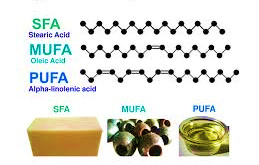 SFA
Stearic Acid
MUFA
Oleic Acid
PUFA
Alpha-linolenic acid
SFA MUFA PUFA